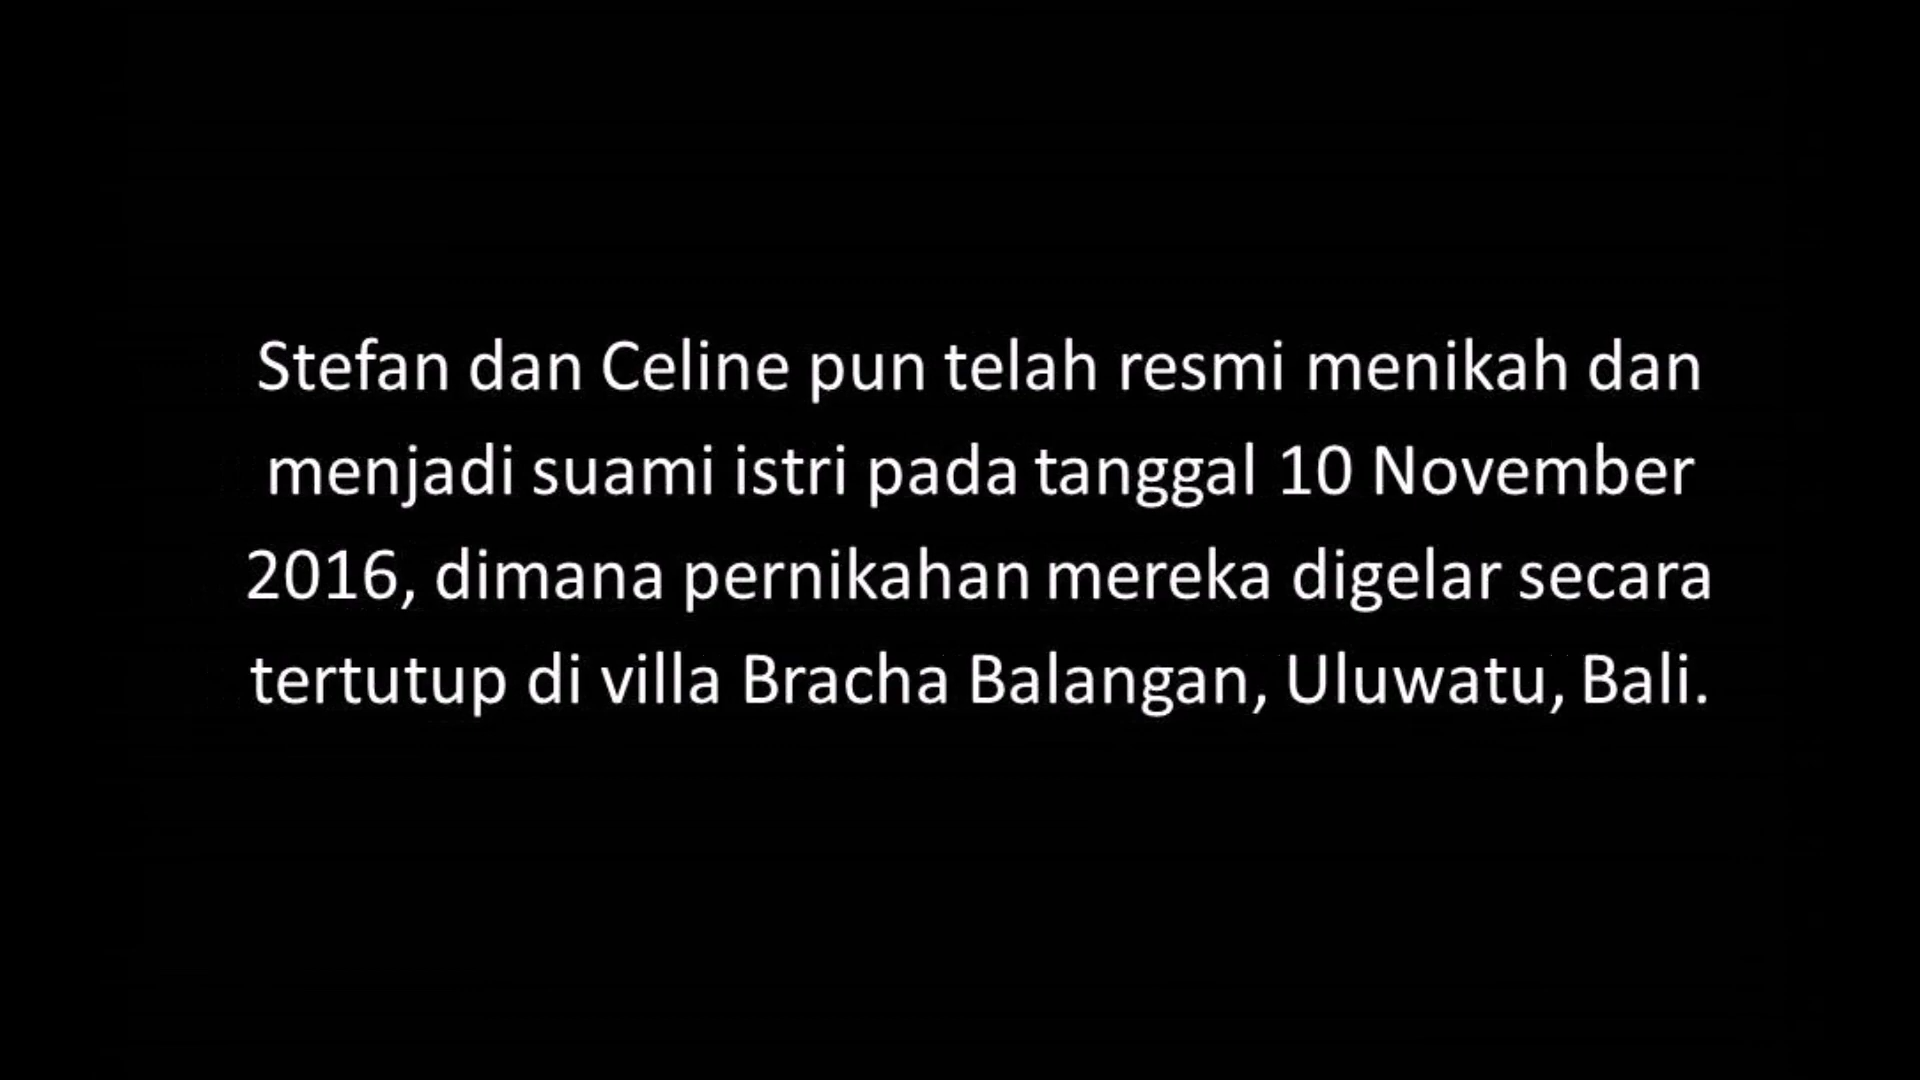 Stefan dan Celine pun telah resmi menikah dan
menjadi suami istri pada tanggal 10 November
2016, dimana pernikahan mereka digelar secara
tertutup di villa Bracha Balangan, Uluwatu, Bali.